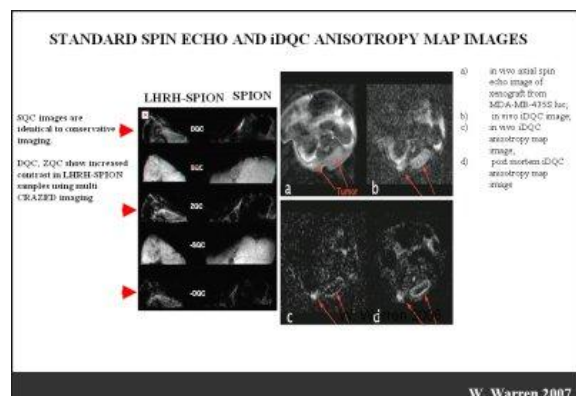 STANDARD SPIN ECHO AND iDQC ANISOTROPY MAP IMAGES
LHRH-SPION SPION
SQC images are
identical to conservative
imaging.
DQC, ZQC show increased
contrast in LHRH-SPION
samples using multi
CRAZED imaging
DQC
SQC
ZQC
-SQC
-DQC
a
Tumor
b
c
d
a) in vivo axial spin
echo image of
xenograft from
MDA-MB-435S luc;
b) in vivo iDQC image;
c) in vivo iDQC
anisotropy map
image;
d) post mortem iDQC
anisotropy map
image
W. Warren 2007